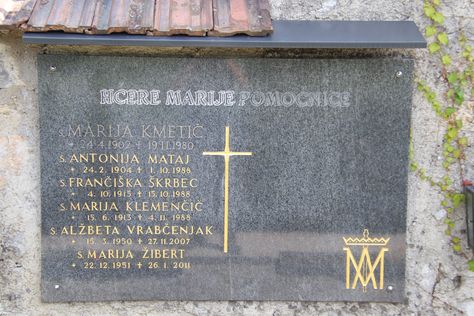 HČERE MARIJE POMOČNICE
S. MARIJA KMETIČ
✦ 24.4.1902 + 19.11.1980
S. ANTONIJA MATAJ
✦ 24. 2. 1904 + 1. 10. 1988
S. FRANČIŠKA ŠKRBEC
✦ 4. 10. 1913 + 15. 10. 1988
S. MARIJA KLEMENČIČ
✦ 15. 6. 1913 + 4. 11. 1988
S. ALŽBETA VRABČENJAK
✦ 15. 3. 1950 + 27. 11. 2007
S. MARIJA ŽIBERT
✦ 22. 12. 1951 + 26. 1. 2011